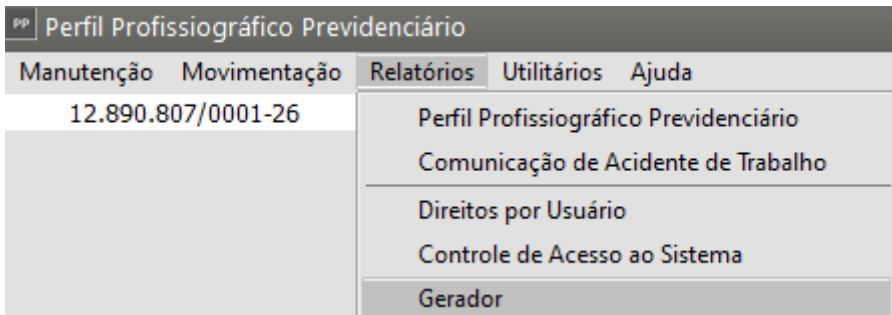 PP Perfil Profissiográfico Previdenciário
Manutenção Movimentação Relatórios Utilitários Ajuda
12.890.807/0001-26
Perfil Profissiográfico Previdenciário
Comunicação de Acidente de Trabalho
Direitos por Usuário
Controle de Acesso ao Sistema
Gerador